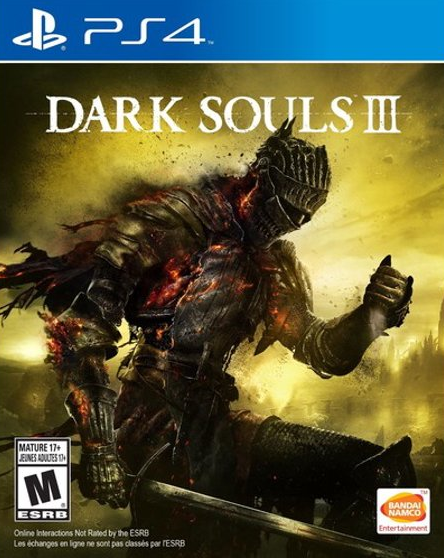 PS4
DARK SOULS III
MATURE 17+
JEUNES ADULTES 17+
M
ESRB
BANDAI
NAMCO
Entertainment
Online Interactions Not Rated by the ESRB
Les échanges en ligne ne sont pas classés par l'ESRB